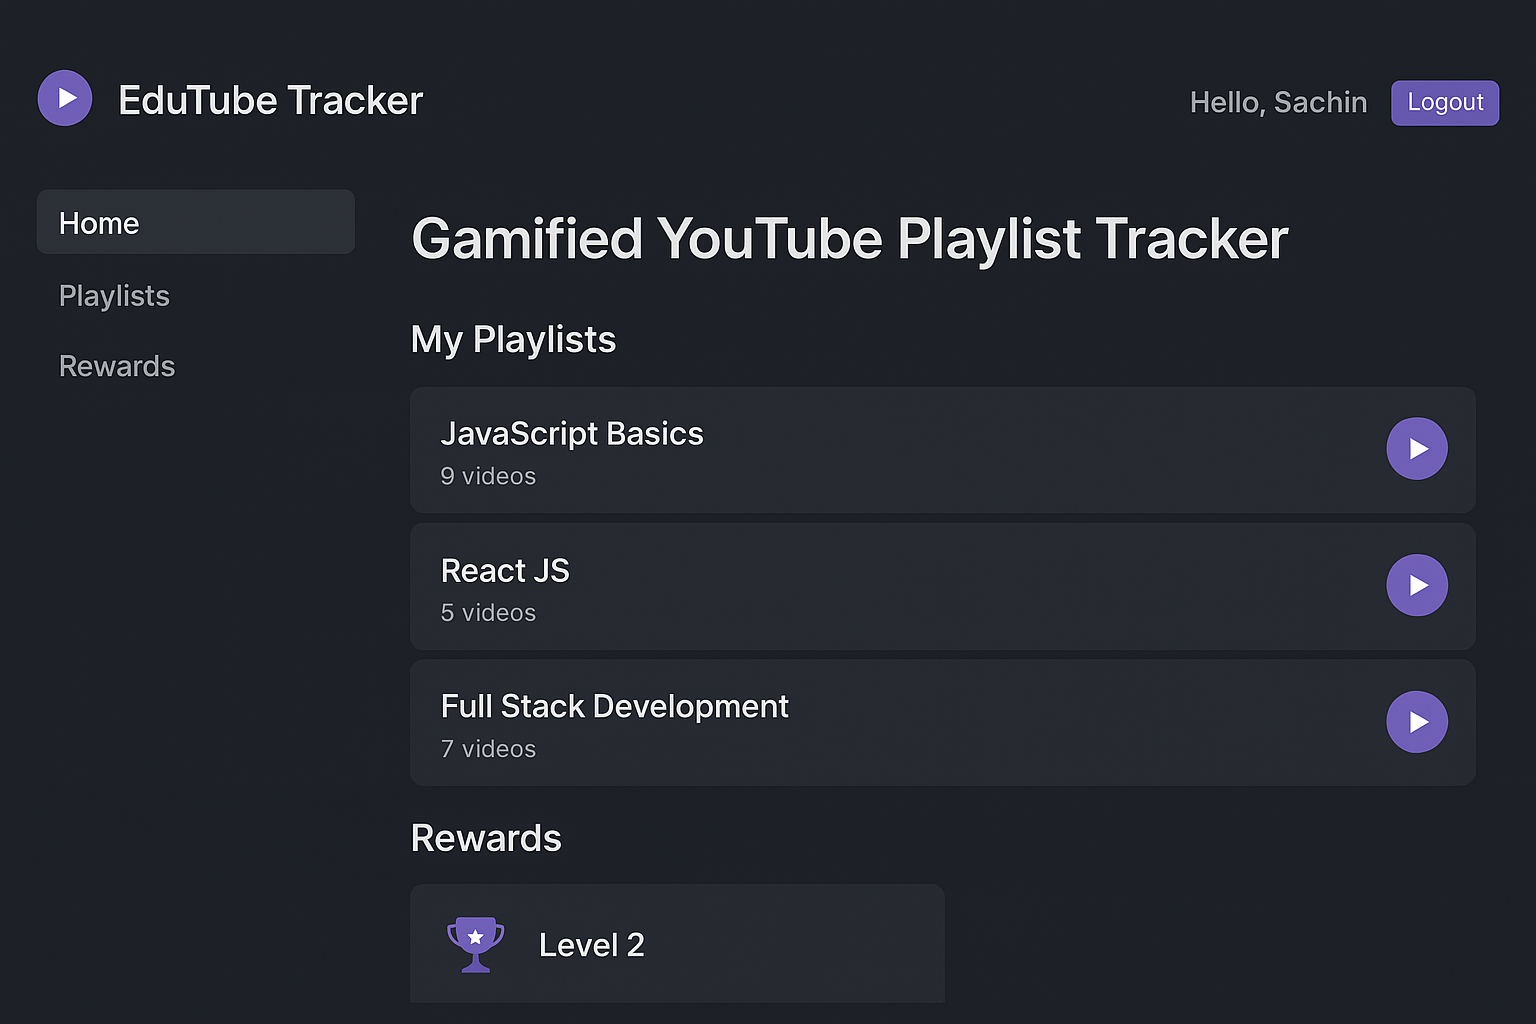 EduTube Tracker
Hello, Sachin
Logout
Home
Playlists
Rewards
Gamified YouTube Playlist Tracker
My Playlists
JavaScript Basics
9 videos
React JS
5 videos
Full Stack Development
7 videos
Rewards
Level 2